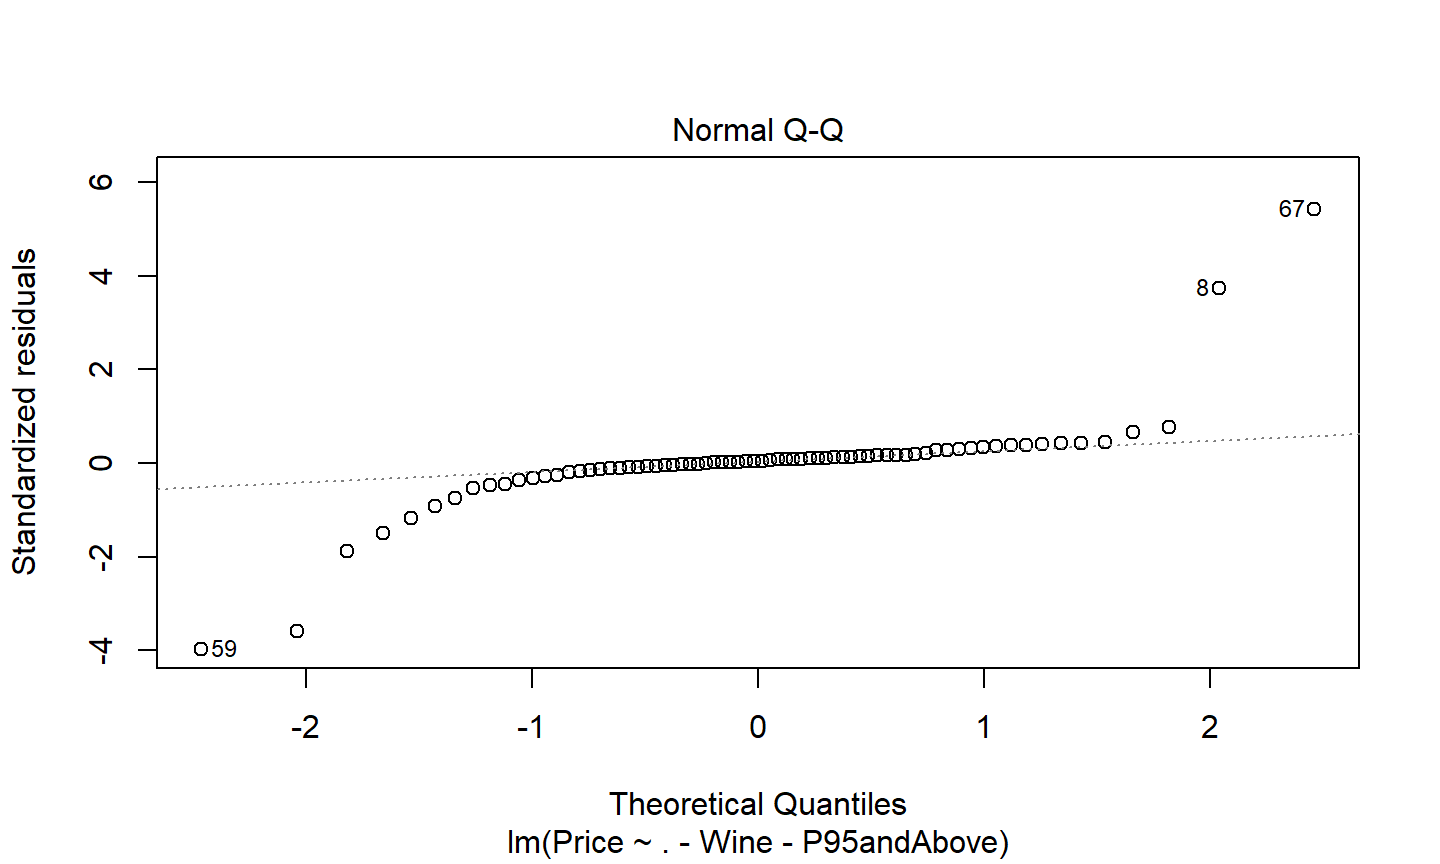 Normal Q-Q
Standardized residuals
6
4
2
0
-2
-4
67
8
59
-2 -1 0 1 2
Theoretical Quantiles
lm(Price ~ . - Wine - P95andAbove)